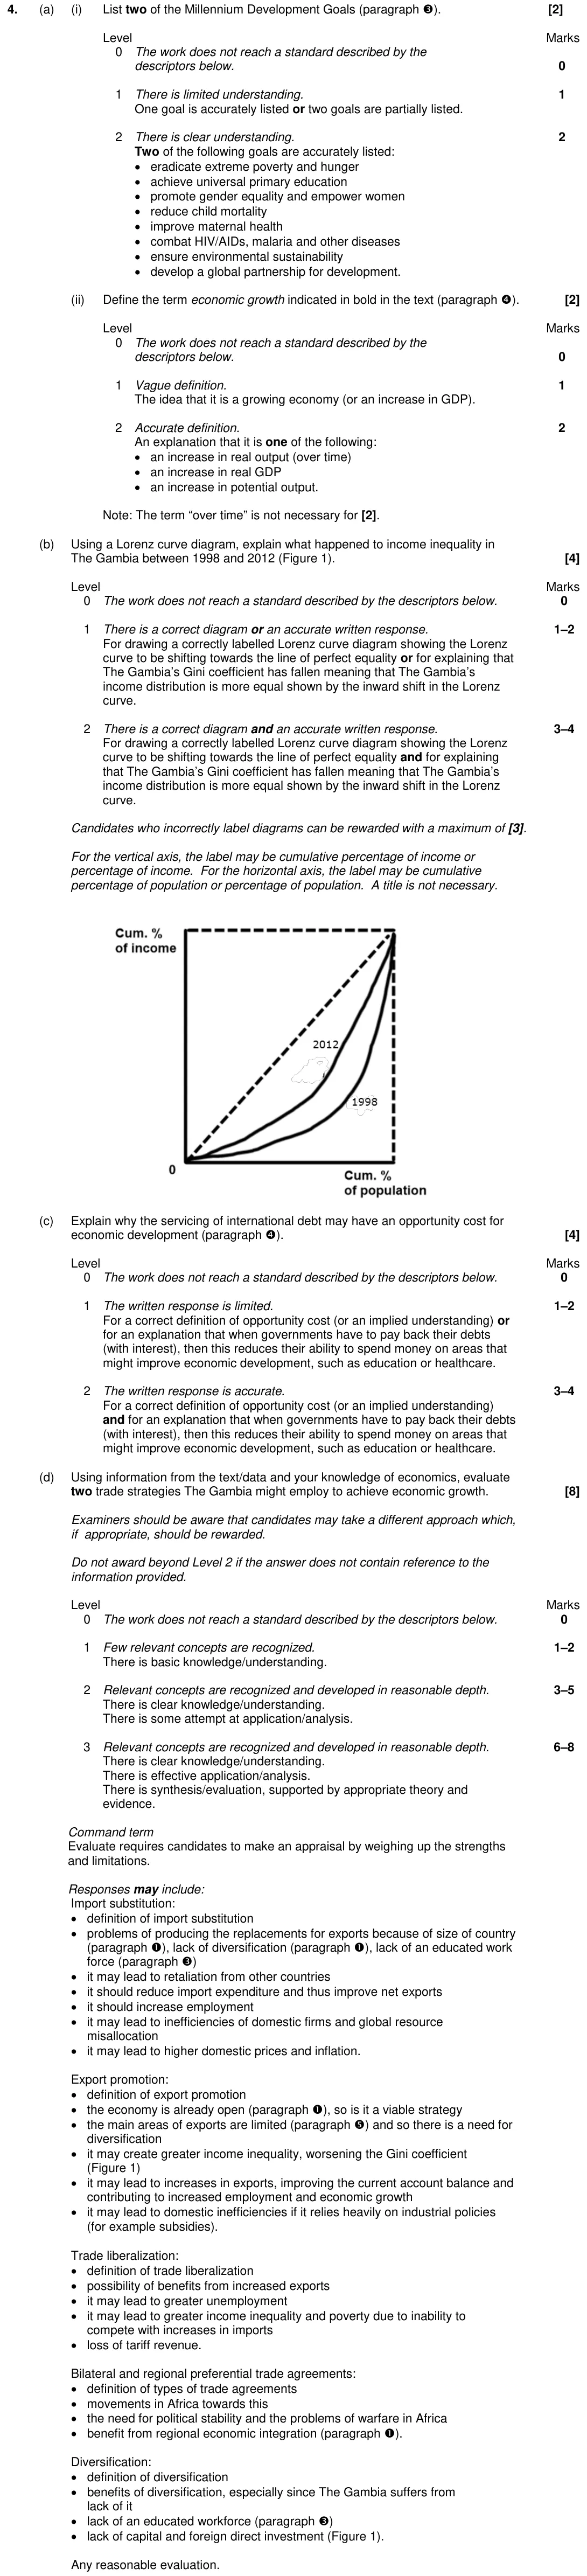 4. (a) (i) List two of the Millennium Development Goals (paragraph ❸). [2]
Level Marks
0 The work does not reach a standard described by the
descriptors below. 0
1 There is limited understanding. 1
One goal is accurately listed or two goals are partially listed.
2 There is clear understanding. 2
Two of the following goals are accurately listed:
• eradicate extreme poverty and hunger
• achieve universal primary education
• promote gender equality and empower women
• reduce child mortality
• improve maternal health
• combat HIV/AIDs, malaria and other diseases
• ensure environmental sustainability
• develop a global partnership for development.
(ii) Define the term economic growth indicated in bold in the text (paragraph ❹). [2]
Level Marks
0 The work does not reach a standard described by the
descriptors below. 0
1 Vague definition. 1
The idea that it is a growing economy (or an increase in GDP).
2 Accurate definition. 2
An explanation that it is one of the following:
• an increase in real output (over time)
• an increase in real GDP
• an increase in potential output.
Note: The term “over time” is not necessary for [2].
(b) Using a Lorenz curve diagram, explain what happened to income inequality in
The Gambia between 1998 and 2012 (Figure 1). [4]
Level Marks
0 The work does not reach a standard described by the descriptors below. 0
1 There is a correct diagram or an accurate written response. 1–2
For drawing a correctly labelled Lorenz curve diagram showing the Lorenz
curve to be shifting towards the line of perfect equality or for explaining that
The Gambia’s Gini coefficient has fallen meaning that The Gambia’s
income distribution is more equal shown by the inward shift in the Lorenz
curve.
2 There is a correct diagram and an accurate written response. 3–4
For drawing a correctly labelled Lorenz curve diagram showing the Lorenz
curve to be shifting towards the line of perfect equality and for explaining
that The Gambia’s Gini coefficient has fallen meaning that The Gambia’s
income distribution is more equal shown by the inward shift in the Lorenz
curve.
Candidates who incorrectly label diagrams can be rewarded with a maximum of [3].
For the vertical axis, the label may be cumulative percentage of income or
percentage of income. For the horizontal axis, the label may be cumulative
percentage of population or percentage of population. A title is not necessary.
Cum. %
of income
2012
1998
0
Cum. %
of population
(c) Explain why the servicing of international debt may have an opportunity cost for
economic development (paragraph ❹). [4]
Level Marks
0 The work does not reach a standard described by the descriptors below. 0
1 The written response is limited. 1–2
For a correct definition of opportunity cost (or an implied understanding) or
for an explanation that when governments have to pay back their debts
(with interest), then this reduces their ability to spend money on areas that
might improve economic development, such as education or healthcare.
2 The written response is accurate. 3–4
For a correct definition of opportunity cost (or an implied understanding)
and for an explanation that when governments have to pay back their debts
(with interest), then this reduces their ability to spend money on areas that
might improve economic development, such as education or healthcare.
(d) Using information from the text/data and your knowledge of economics, evaluate
two trade strategies The Gambia might employ to achieve economic growth. [8]
Examiners should be aware that candidates may take a different approach which,
if appropriate, should be rewarded.
Do not award beyond Level 2 if the answer does not contain reference to the
information provided.
Level Marks
0 The work does not reach a standard described by the descriptors below. 0
1 Few relevant concepts are recognized. 1–2
There is basic knowledge/understanding.
2 Relevant concepts are recognized and developed in reasonable depth. 3–5
There is clear knowledge/understanding.
There is some attempt at application/analysis.
3 Relevant concepts are recognized and developed in reasonable depth. 6–8
There is clear knowledge/understanding.
There is effective application/analysis.
There is synthesis/evaluation, supported by appropriate theory and
evidence.
Command term
Evaluate requires candidates to make an appraisal by weighing up the strengths
and limitations.
Responses may include:
Import substitution:
• definition of import substitution
• problems of producing the replacements for exports because of size of country
(paragraph ❶), lack of diversification (paragraph ❶), lack of an educated work
force (paragraph ❸)
• it may lead to retaliation from other countries
• it should reduce import expenditure and thus improve net exports
• it should increase employment
• it may lead to inefficiencies of domestic firms and global resource
misallocation
• it may lead to higher domestic prices and inflation.
Export promotion:
• definition of export promotion
• the economy is already open (paragraph ❶), so is it a viable strategy
• the main areas of exports are limited (paragraph ❺) and so there is a need for
diversification
• it may create greater income inequality, worsening the Gini coefficient
(Figure 1)
• it may lead to increases in exports, improving the current account balance and
contributing to increased employment and economic growth
• it may lead to domestic inefficiencies if it relies heavily on industrial policies
(for example subsidies).
Trade liberalization:
• definition of trade liberalization
• possibility of benefits from increased exports
• it may lead to greater unemployment
• it may lead to greater income inequality and poverty due to inability to
compete with increases in imports
• loss of tariff revenue.
Bilateral and regional preferential trade agreements:
• definition of types of trade agreements
• movements in Africa towards this
• the need for political stability and the problems of warfare in Africa
• benefit from regional economic integration (paragraph ❶).
Diversification:
• definition of diversification
• benefits of diversification, especially since The Gambia suffers from
lack of it
• lack of an educated workforce (paragraph ❸)
• lack of capital and foreign direct investment (Figure 1).
Any reasonable evaluation.